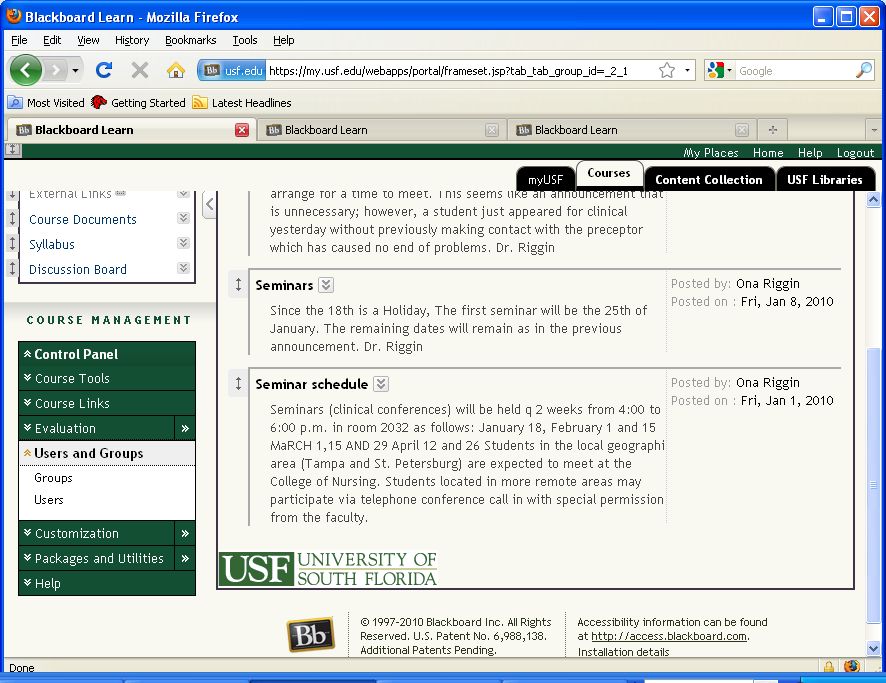 Blackboard Learn - Mozilla Firefox
File Edit View History Bookmarks Tools Help
Bb usf.edu https://my.usf.edu/webapps/portal/frameset.jsp?tab_tab_group_id=_2_1 Google
Most Visited Getting Started Latest Headlines
Bb Blackboard Learn Bb Blackboard Learn Bb Blackboard Learn
My Places Home Help Logout
myUSF Courses Content Collection USF Libraries
External Links
Course Documents
Syllabus
Discussion Board
COURSE MANAGEMENT
Control Panel
Course Tools
Course Links
Evaluation
Users and Groups
Groups
Users
Customization
Packages and Utilities
Help
arrange for a time to meet. This seems like an announcement that
is unnecessary; however, a student just appeared for clinical
yesterday without previously making contact with the preceptor
which has caused no end of problems. Dr. Riggin
Seminars
Posted by: Ona Riggin
Posted on : Fri, Jan 8, 2010
Since the 18th is a Holiday, The first seminar will be the 25th of
January. The remaining dates will remain as in the previous
announcement. Dr. Riggin
Seminar schedule
Posted by: Ona Riggin
Posted on : Fri, Jan 1, 2010
Seminars (clinical conferences) will be held q 2 weeks from 4:00 to
6:00 p.m. in room 2032 as follows: January 18, February 1 and 15
MaRCH 1,15 AND 29 April 12 and 26 Students in the local geographi
area (Tampa and St. Petersburg) are expected to meet at the
College of Nursing. Students located in more remote areas may
participate via telephone conference call in with special permission
from the faculty.
USF UNIVERSITY OF
SOUTH FLORIDA
Bb
© 1997-2010 Blackboard Inc. All Rights
Reserved. U.S. Patent No. 6,988,138.
Additional Patents Pending.
Accessibility information can be found
at http://access.blackboard.com.
Installation details
Done